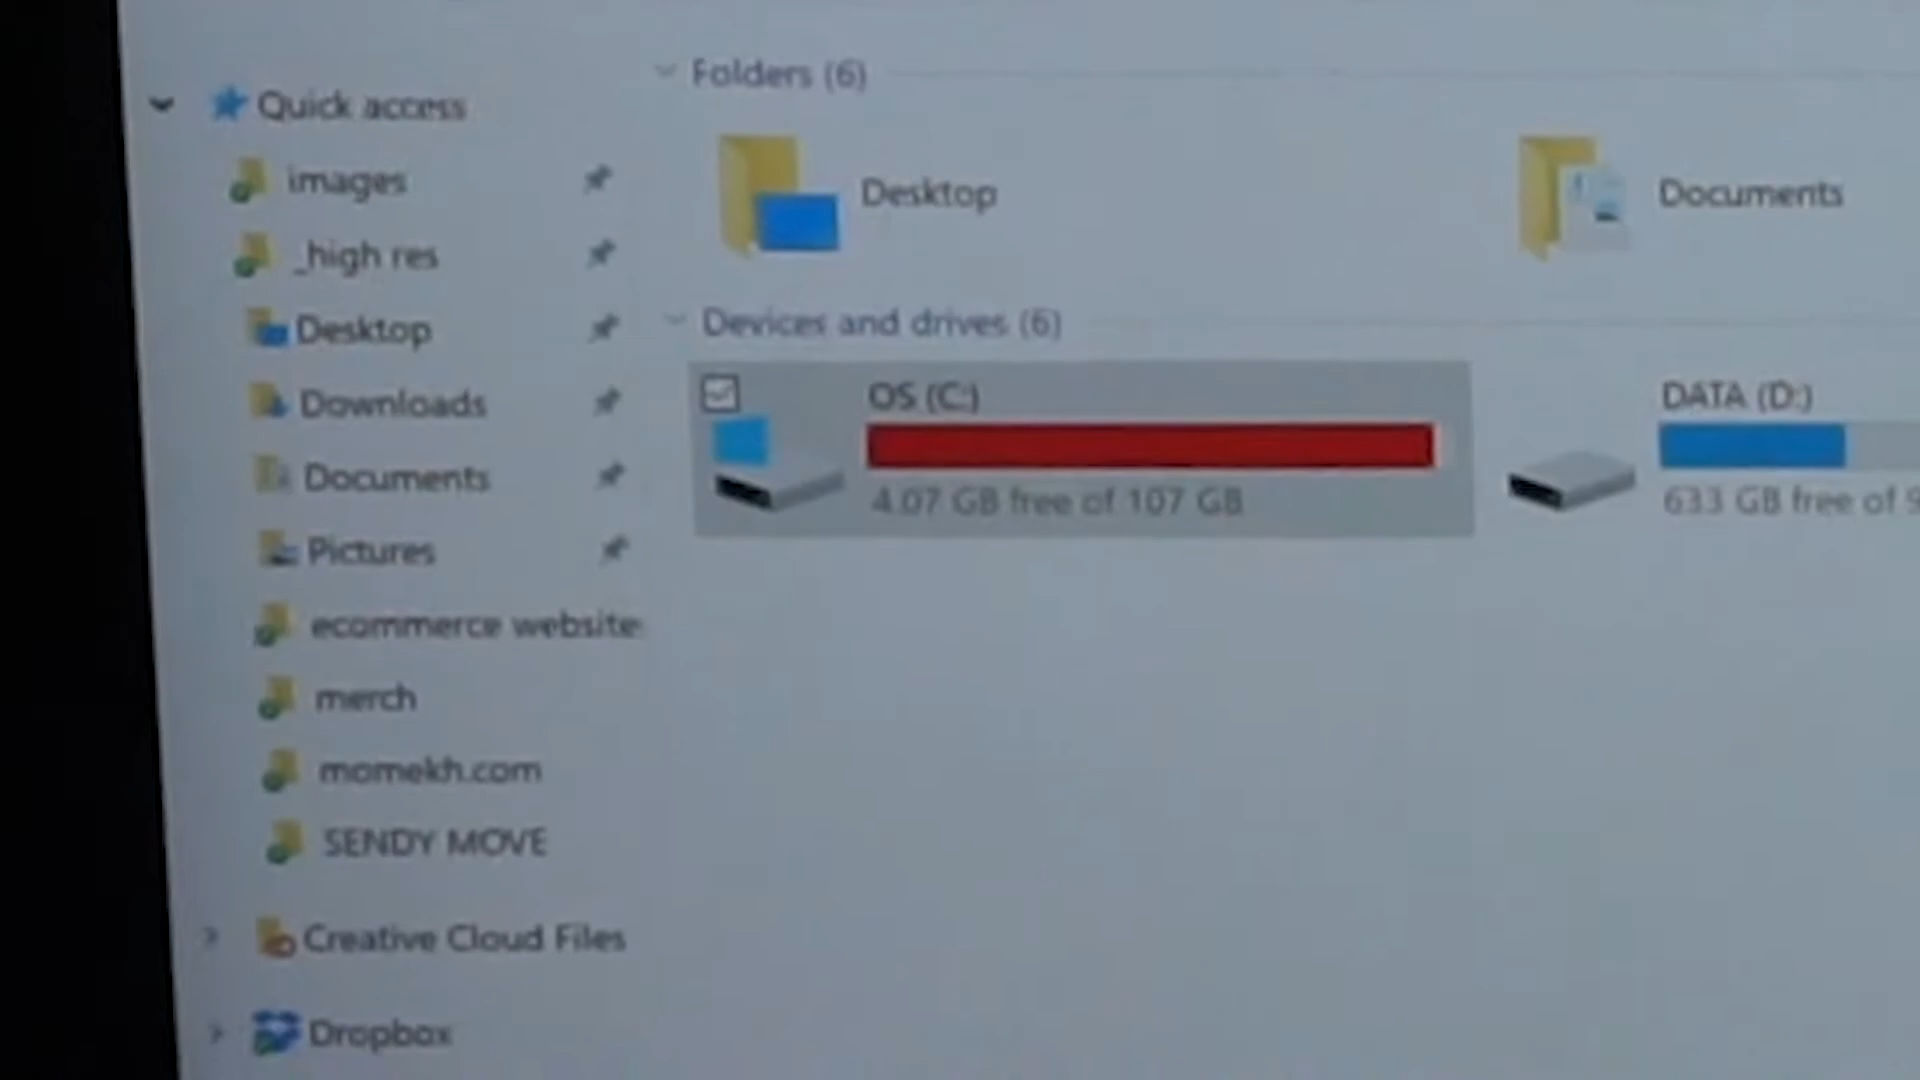 Quick access
images
_high res
Desktop
Downloads
Documents
Pictures
ecommerce website
merch
momekh.com
SENDY MOVE
Creative Cloud Files
Dropbox
Folders (6)
Desktop
Documents
Devices and drives (6)
OS (C:)
4.07 GB free of 107 GB
DATA (D:)
633 GB free of 9